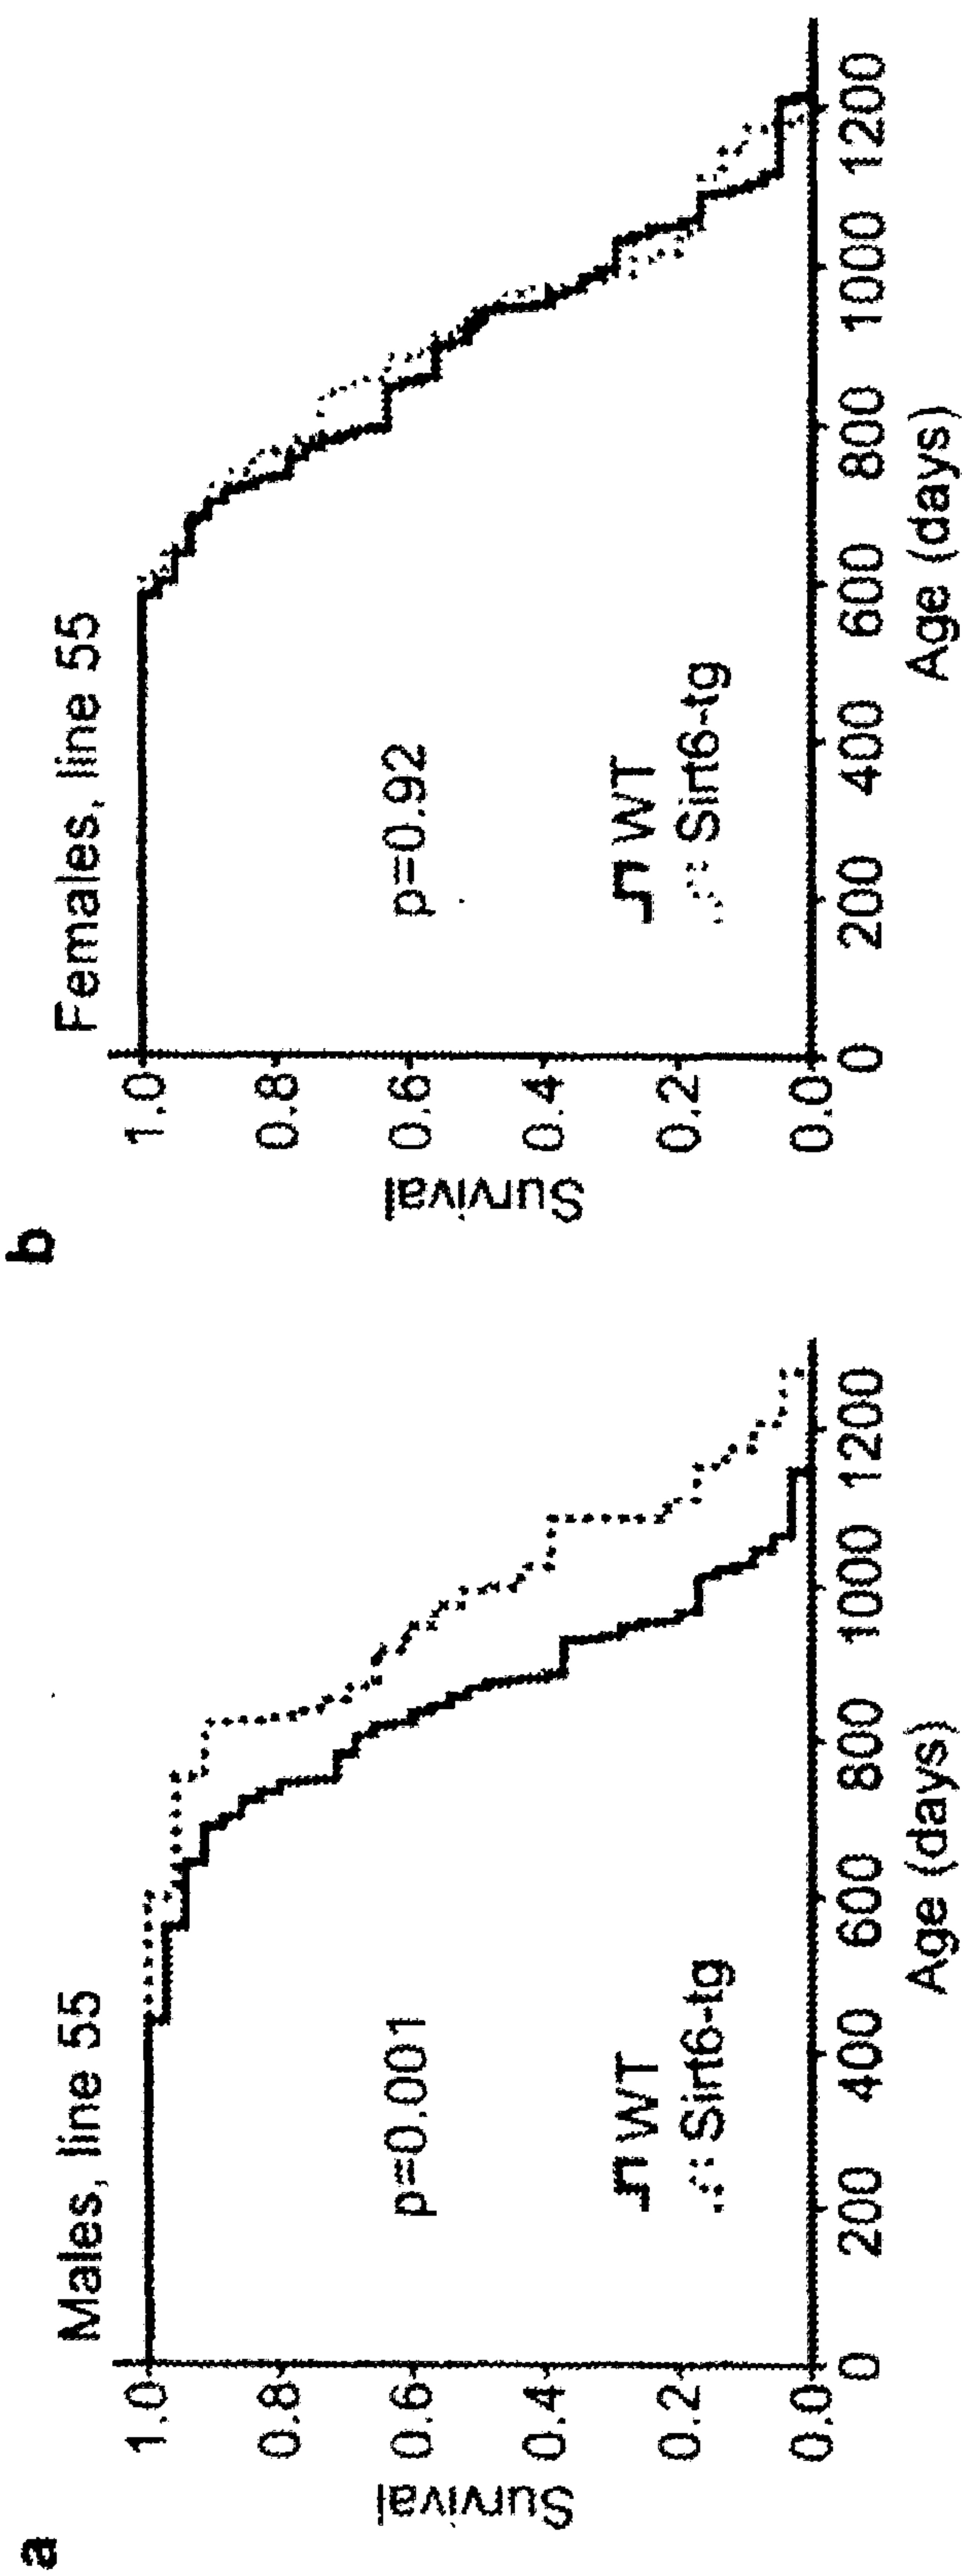 a
Males, line 55
Survival
1.0
0.8
0.6
0.4
0.2
0.0
p=0.001
WT
Sirt6-tg
0 200 400 600 800 1000 1200
Age (days)
b
Females, line 55
Survival
1.0
0.8
0.6
0.4
0.2
0.0
p=0.92
WT
Sirt6-tg
0 200 400 600 800 1000 1200
Age (days)